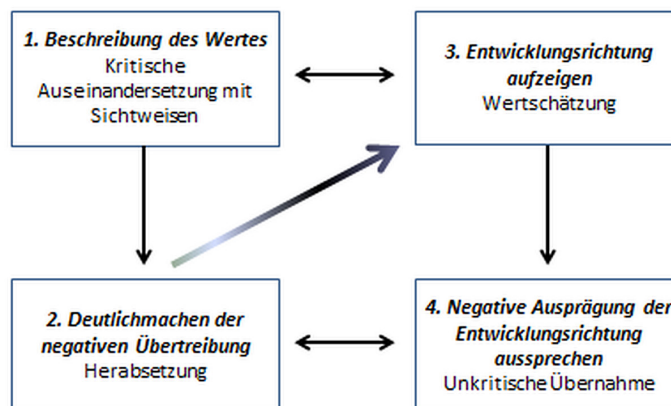 1. Beschreibung des Wertes
Kritische
Auseinandersetzung mit
Sichtweisen
3. Entwicklungsrichtung
aufzeigen
Wertschätzung
2. Deutlichmachen der
negativen Übertreibung
Herabsetzung
4. Negative Ausprägung der
Entwicklungsrichtung
aussprechen
Unkritische Übernahme